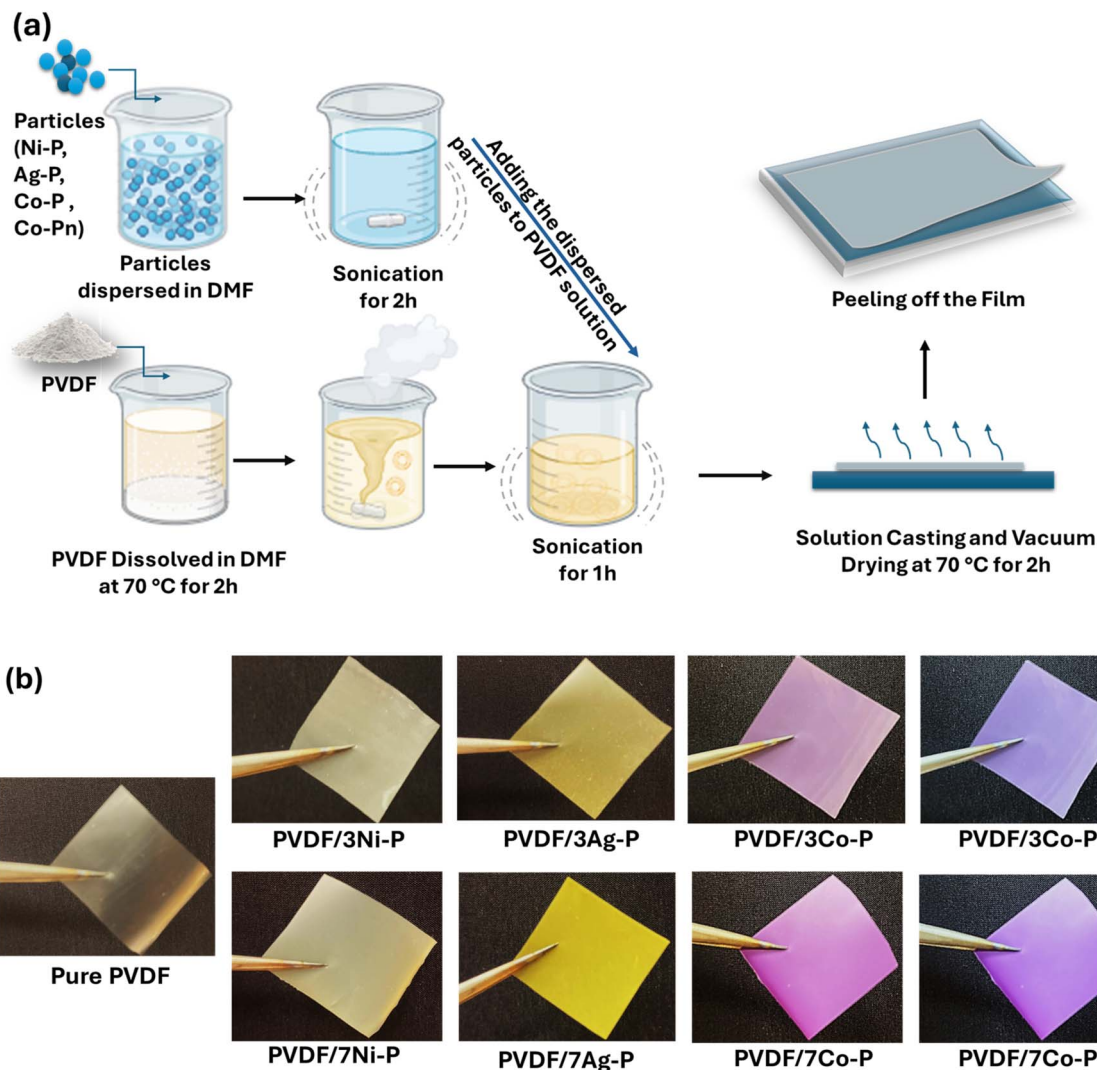 (a)
Particles
(Ni-P,
Ag-P,
Co-P ,
Co-Pn)
Particles
dispersed in DMF
Sonication
for 2h
Adding the dispersed
particles to PVDF solution
Peeling off the Film
PVDF
PVDF Dissolved in DMF
at 70 °C for 2h
Sonication
for 1h
Solution Casting and Vacuum
Drying at 70 °C for 2h
(b)
Pure PVDF
PVDF/3Ni-P
PVDF/3Ag-P
PVDF/3Co-P
PVDF/3Co-P
PVDF/7Ni-P
PVDF/7Ag-P
PVDF/7Co-P
PVDF/7Co-P